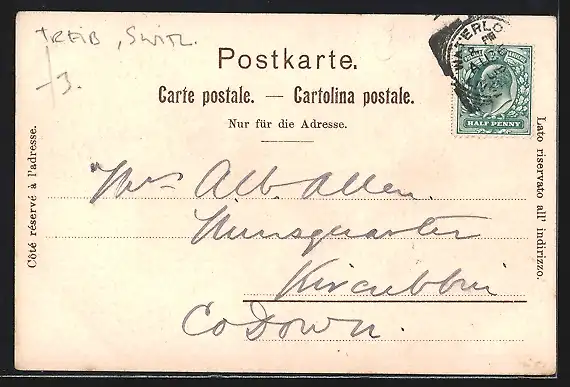 TREIB, SWITZ.
-/3.
Postkarte.
Carte postale. — Cartolina postale.
Nur für die Adresse.
Côté réservé à l'adresse.
Lato riservato all' indirizzo.
WATERLOO
HALF PENNY
Mrs Alb. Allen.
Nunsquarter
Kircubbin
Co Down.